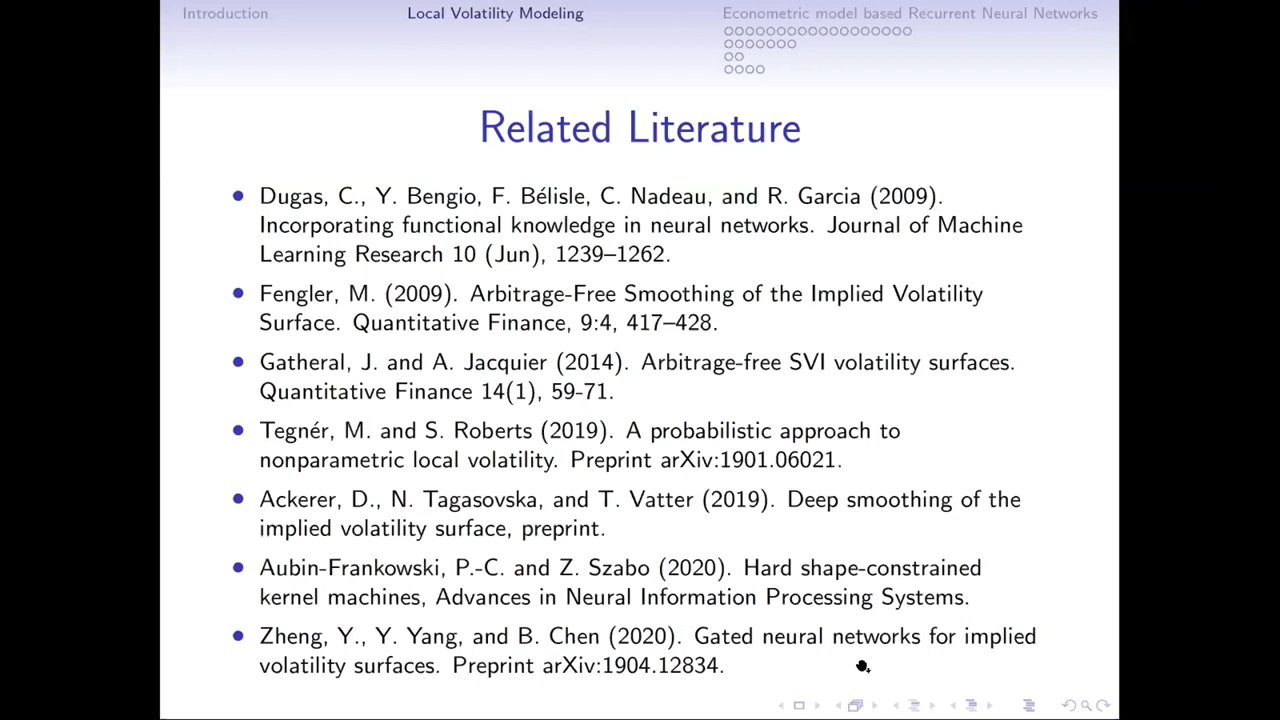 Introduction Local Volatility Modeling Econometric model based Recurrent Neural Networks
Related Literature
Dugas, C., Y. Bengio, F. Bélisle, C. Nadeau, and R. Garcia (2009).
Incorporating functional knowledge in neural networks. Journal of Machine
Learning Research 10 (Jun), 1239–1262.
Fengler, M. (2009). Arbitrage-Free Smoothing of the Implied Volatility
Surface. Quantitative Finance, 9:4, 417–428.
Gatheral, J. and A. Jacquier (2014). Arbitrage-free SVI volatility surfaces.
Quantitative Finance 14(1), 59-71.
Tegnér, M. and S. Roberts (2019). A probabilistic approach to
nonparametric local volatility. Preprint arXiv:1901.06021.
Ackerer, D., N. Tagasovska, and T. Vatter (2019). Deep smoothing of the
implied volatility surface, preprint.
Aubin-Frankowski, P.-C. and Z. Szabo (2020). Hard shape-constrained
kernel machines, Advances in Neural Information Processing Systems.
Zheng, Y., Y. Yang, and B. Chen (2020). Gated neural networks for implied
volatility surfaces. Preprint arXiv:1904.12834.